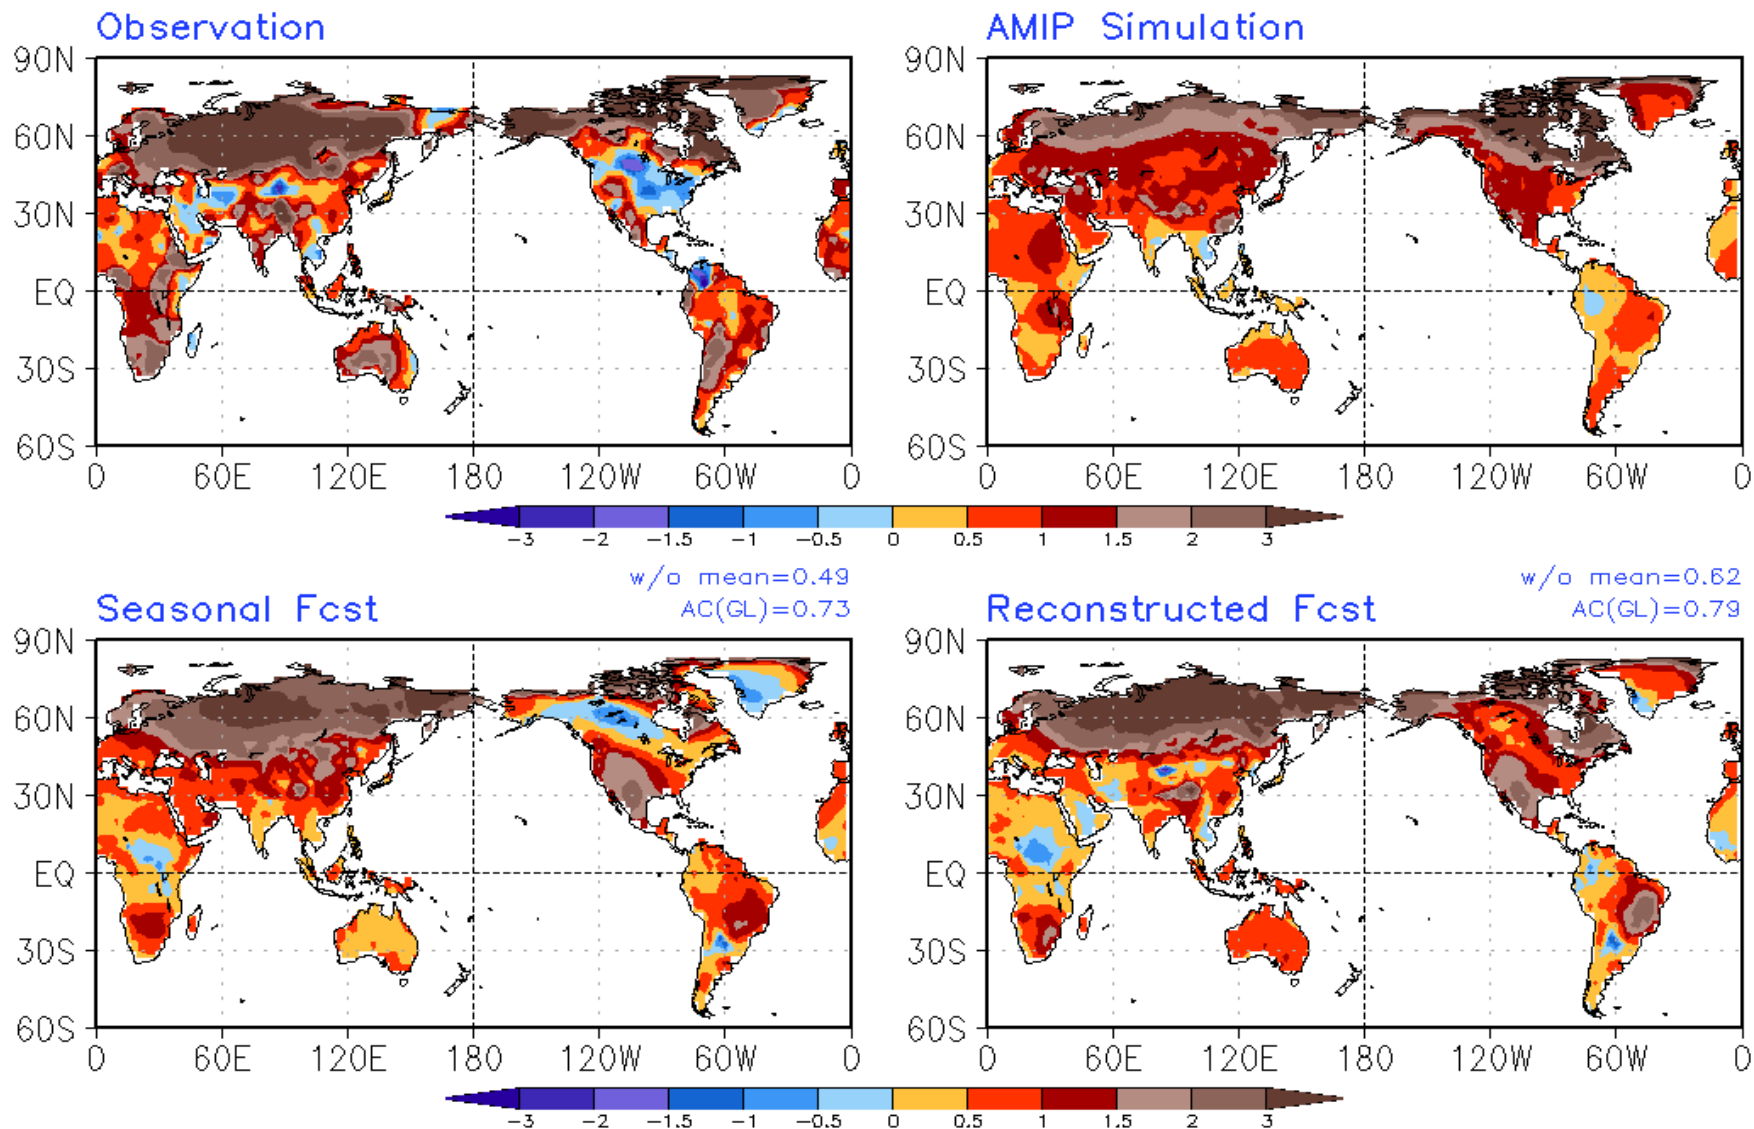 Observation
AMIP Simulation
90N
60N
30N
EQ
30S
60S
0 60E 120E 180 120W 60W 0
90N
60N
30N
EQ
30S
60S
0 60E 120E 180 120W 60W 0
-3 -2 -1.5 -1 -0.5 0 0.5 1 1.5 2 3
w/o mean=0.49
Seasonal Fcst AC(GL)=0.73
w/o mean=0.62
Reconstructed Fcst AC(GL)=0.79
90N
60N
30N
EQ
30S
60S
0 60E 120E 180 120W 60W 0
90N
60N
30N
EQ
30S
60S
0 60E 120E 180 120W 60W 0
-3 -2 -1.5 -1 -0.5 0 0.5 1 1.5 2 3